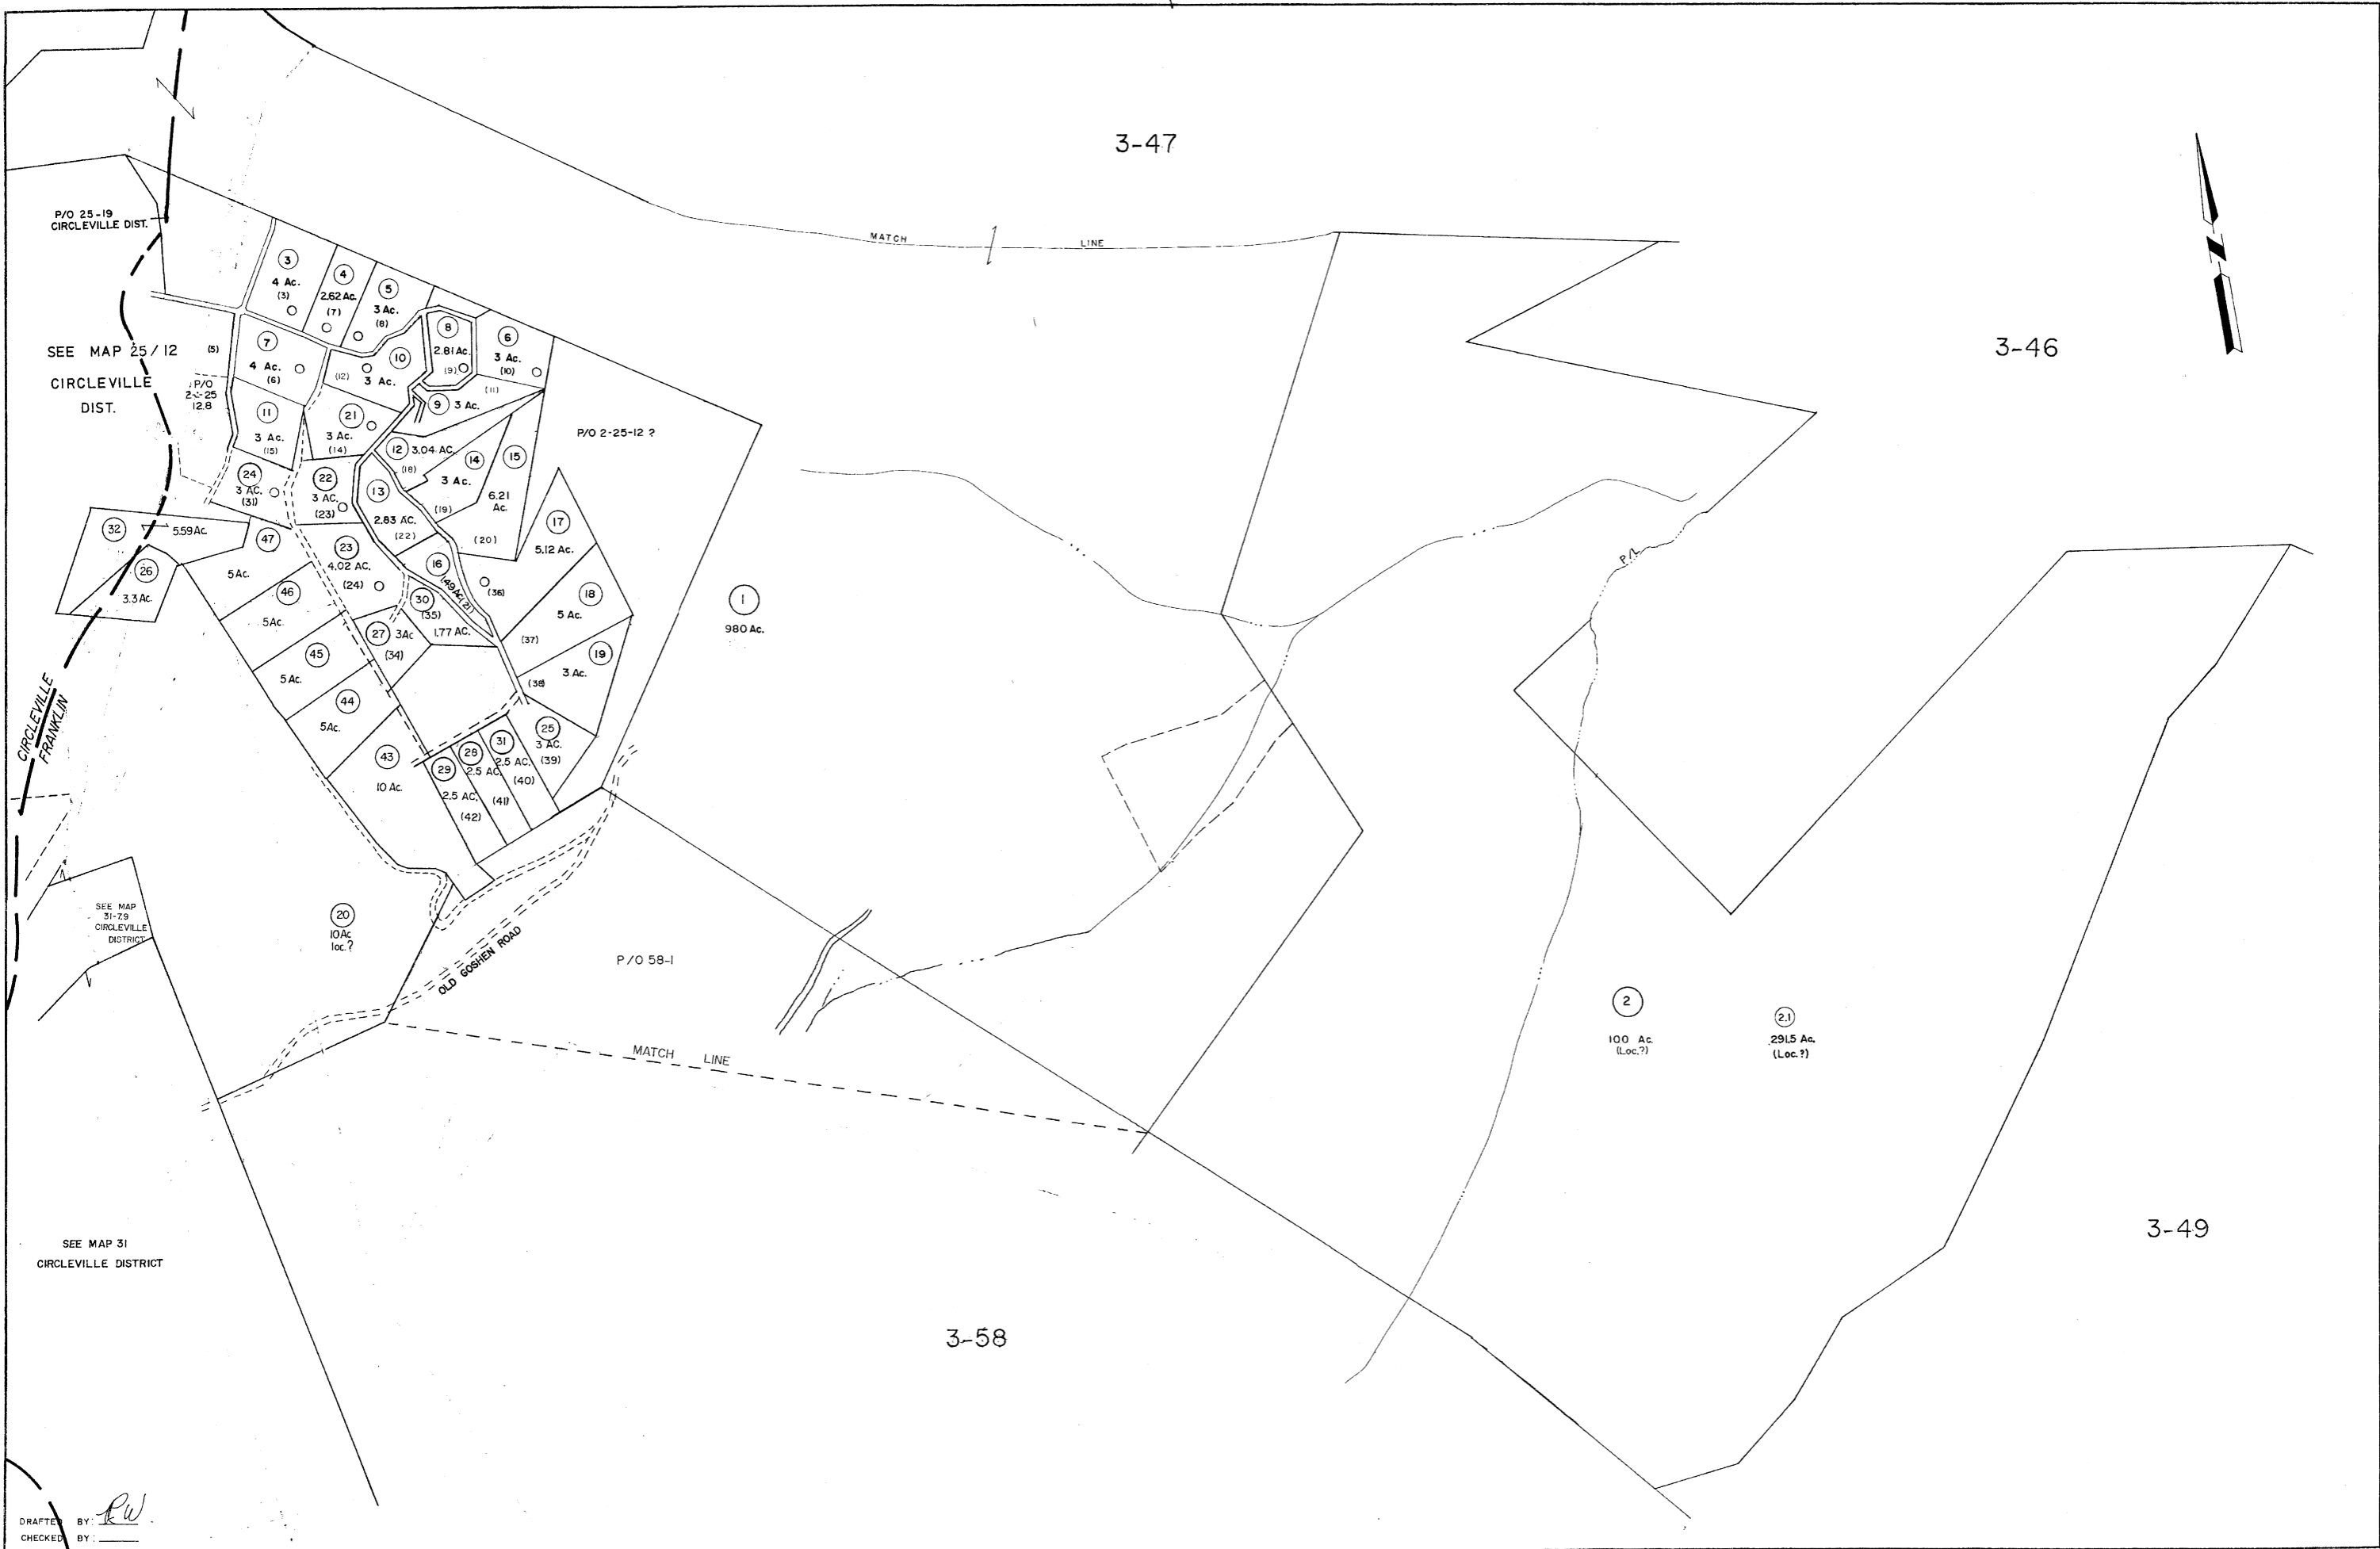 3-47
P/O 25-19
CIRCLEVILLE DIST.
MATCH LINE
3-46
3
4 Ac.
(3)
4
2.62 Ac.
(7)
5
3 Ac.
(8)
8
2.81 Ac.
(9)
6
3 Ac.
(10)
SEE MAP 25/12
CIRCLEVILLE
DIST.
(5)
P/O
12.8
7
4 Ac.
(6)
10
3 Ac.
(12)
(11)
9 3 Ac.
11
3 Ac.
(15)
21
3 Ac.
(14)
P/O 2-25-12 ?
12 3.04 AC.
(18)
14
3 Ac.
(19)
15
6.21
Ac.
(20)
24
3 AC.
(31)
22
3 AC.
(23)
13
2.83 AC.
(22)
17
5.12 Ac.
32
5.59 Ac
47
5 Ac.
23
4.02 AC.
(24)
16
.49 AC (21)
(36)
26
3.3 Ac.
46
5 Ac.
30
(35)
1.77 AC.
18
5 Ac.
(37)
1
980 Ac.
27 3 Ac
(34)
45
5 Ac.
19
3 Ac.
(38)
44
5 Ac.
25
3 AC.
(39)
43
10 Ac.
29
2.5 AC.
(42)
28
2.5 AC.
(41)
31
2.5 AC.
(40)
CIRCLEVILLE
FRANKLIN
P/L
SEE MAP
31-7.9
CIRCLEVILLE
DISTRICT
20
10 Ac
loc.?
OLD GOSHEN ROAD
P/O 58-1
MATCH LINE
2
100 Ac.
(Loc.?)
2.1
291.5 Ac.
(Loc.?)
SEE MAP 31
CIRCLEVILLE DISTRICT
3-49
3-58
DRAFTED BY: RW
CHECKED BY: